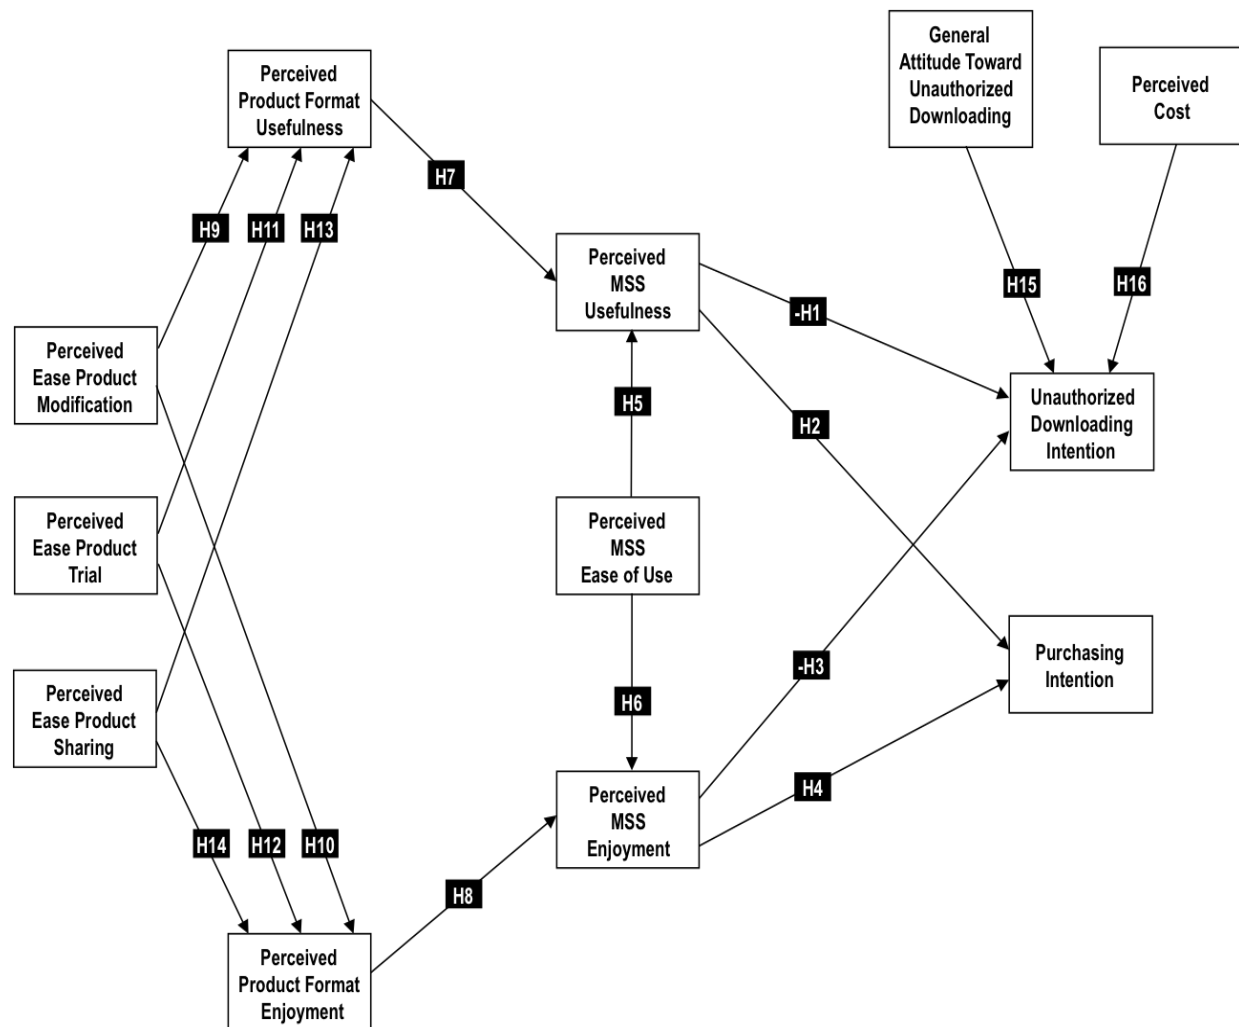 General
Attitude Toward
Unauthorized
Downloading
Perceived
Cost
Perceived
Product Format
Usefulness
H7
H9
H11
H13
Perceived
MSS
Usefulness
H15
H16
-H1
Perceived
Ease Product
Modification
H5
H2
Unauthorized
Downloading
Intention
Perceived
Ease Product
Trial
Perceived
MSS
Ease of Use
Perceived
Ease Product
Sharing
H6
-H3
Purchasing
Intention
H14
H12
H10
Perceived
MSS
Enjoyment
H4
H8
Perceived
Product Format
Enjoyment